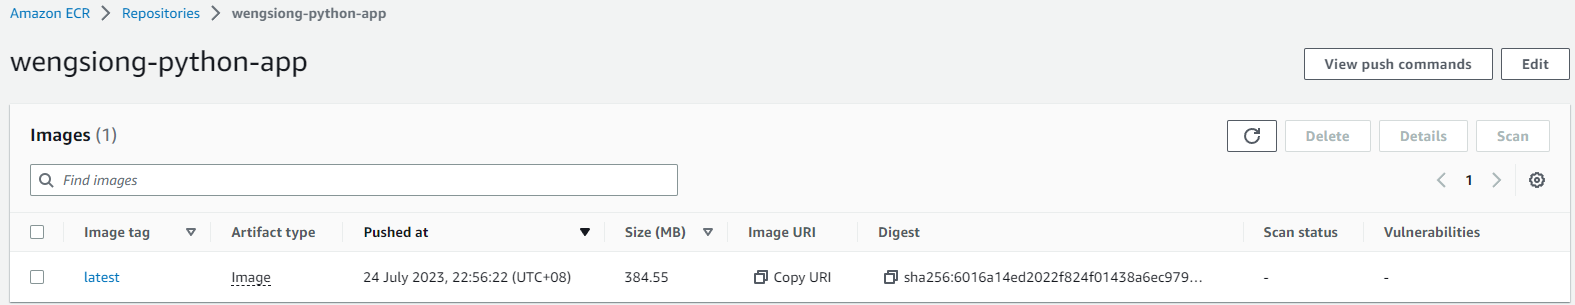 Amazon ECR > Repositories > wengsiong-python-app
wengsiong-python-app
View push commands Edit
Images (1)
Delete Details Scan
Find images
1
Image tag Artifact type Pushed at Size (MB) Image URI Digest Scan status Vulnerabilities
latest Image 24 July 2023, 22:56:22 (UTC+08) 384.55 Copy URI sha256:6016a14ed2022f824f01438a6ec979... - -